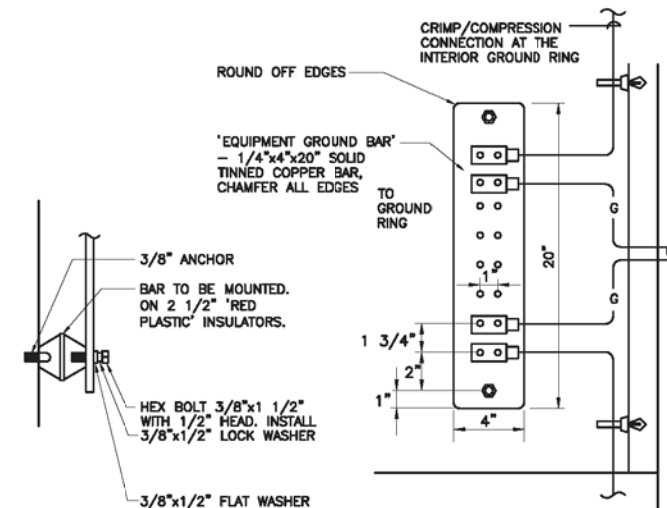 CRIMP/COMPRESSION
CONNECTION AT THE
INTERIOR GROUND RING
ROUND OFF EDGES
'EQUIPMENT GROUND BAR'
- 1/4"x4"x20" SOLID
TINNED COPPER BAR,
CHAMFER ALL EDGES
TO
GROUND
RING
G
20"
1"
G
3/8" ANCHOR
BAR TO BE MOUNTED.
ON 2 1/2" 'RED
PLASTIC' INSULATORS.
1 3/4"
2"
1"
4"
HEX BOLT 3/8"x1 1/2"
WITH 1/2" HEAD. INSTALL
3/8"x1/2" LOCK WASHER
3/8"x1/2" FLAT WASHER